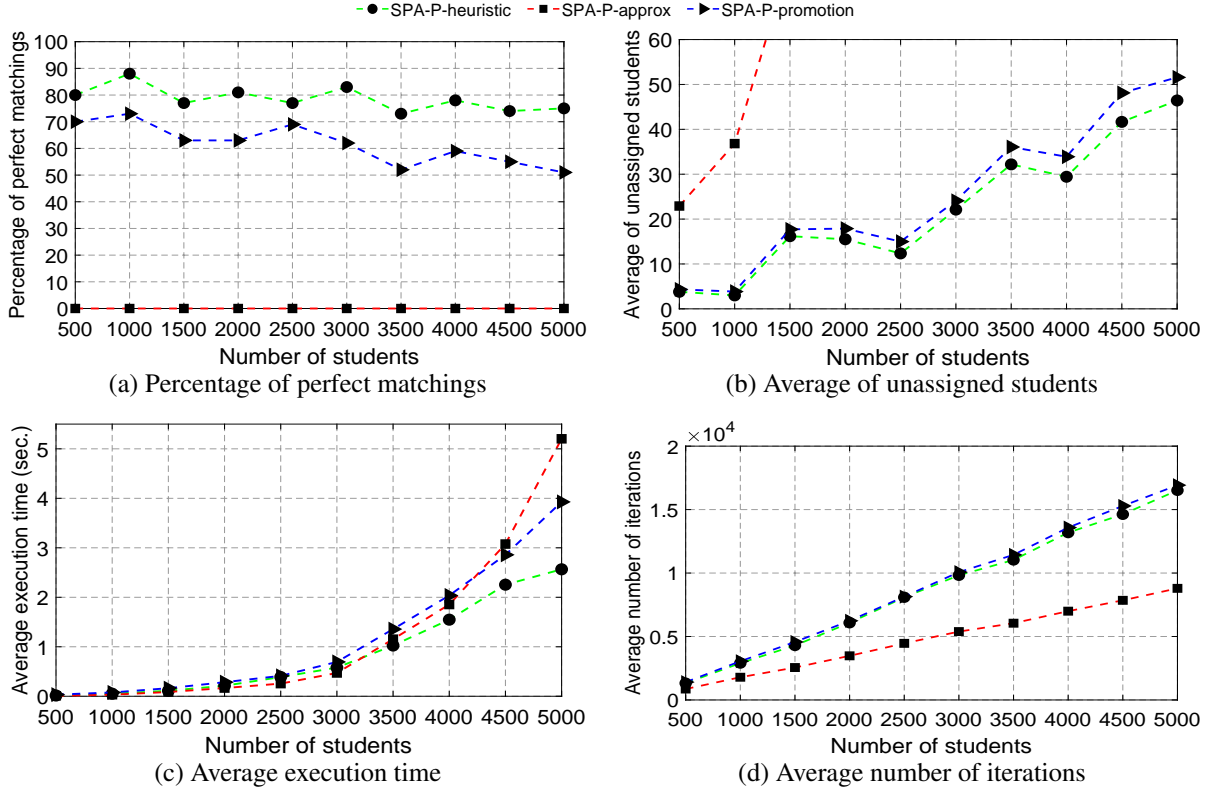 SPA-P-heuristic SPA-P-approx SPA-P-promotion
Percentage of perfect matchings
100
90
80
70
60
50
40
30
20
10
0
500 1000 1500 2000 2500 3000 3500 4000 4500 5000
Number of students
(a) Percentage of perfect matchings
Average of unassigned students
60
50
40
30
20
10
0
500 1000 1500 2000 2500 3000 3500 4000 4500 5000
Number of students
(b) Average of unassigned students
Average execution time (sec.)
5
4
3
2
1
0
500 1000 1500 2000 2500 3000 3500 4000 4500 5000
Number of students
(c) Average execution time
Average number of iterations
×10^4
2
1.5
1
0.5
0
500 1000 1500 2000 2500 3000 3500 4000 4500 5000
Number of students
(d) Average number of iterations